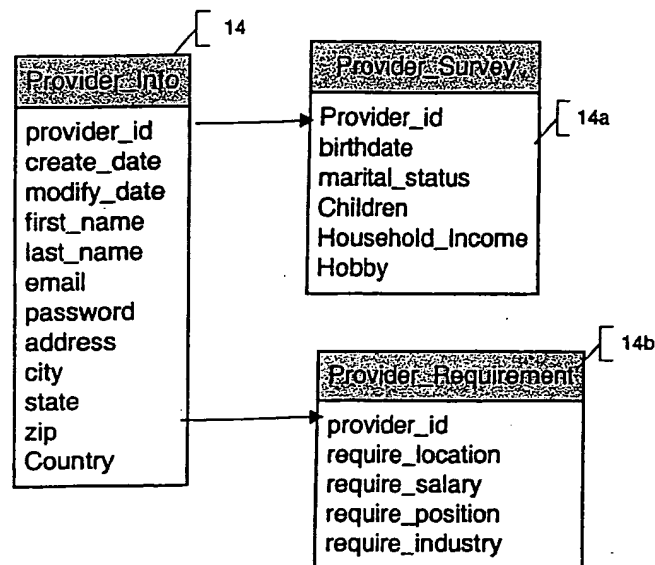 14
Provider_Info
provider_id
create_date
modify_date
first_name
last_name
email
password
address
city
state
zip
Country
Provider_Survey
14a
Provider_id
birthdate
marital_status
Children
Household_Income
Hobby
14b
Provider_Requirement
provider_id
require_location
require_salary
require_position
require_industry